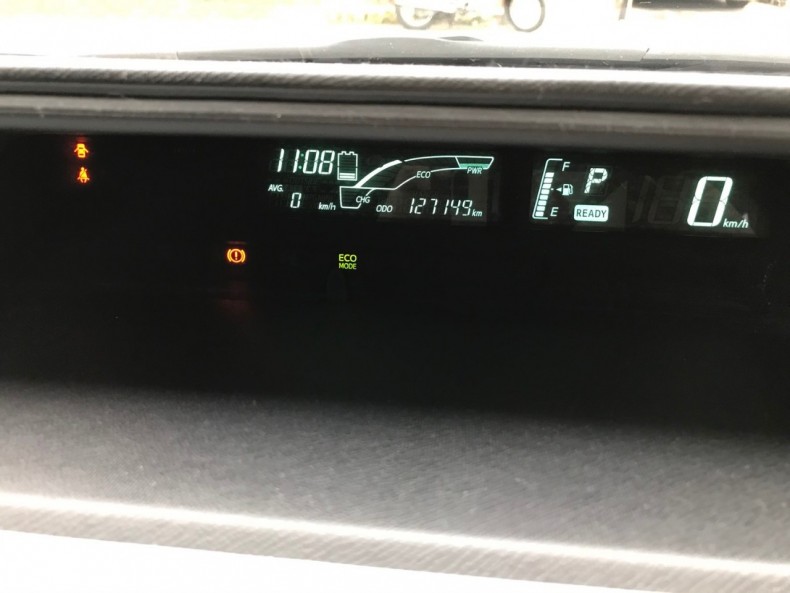 11:08
PWR
ECO
AVG.
0 km/h
CHG
ODO 127149 km
F
P
E
READY
0
km/h
ECO
MODE